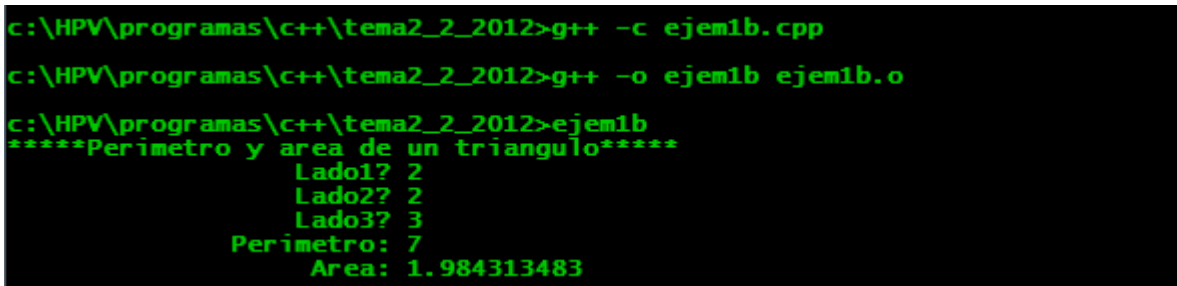 c:\HPV\programas\c++\tema2_2_2012>g++ -c ejem1b.cpp
c:\HPV\programas\c++\tema2_2_2012>g++ -o ejem1b ejem1b.o
c:\HPV\programas\c++\tema2_2_2012>ejem1b
*****Perimetro y area de un triangulo*****
Lado1? 2
Lado2? 2
Lado3? 3
Perimetro: 7
Area: 1.984313483